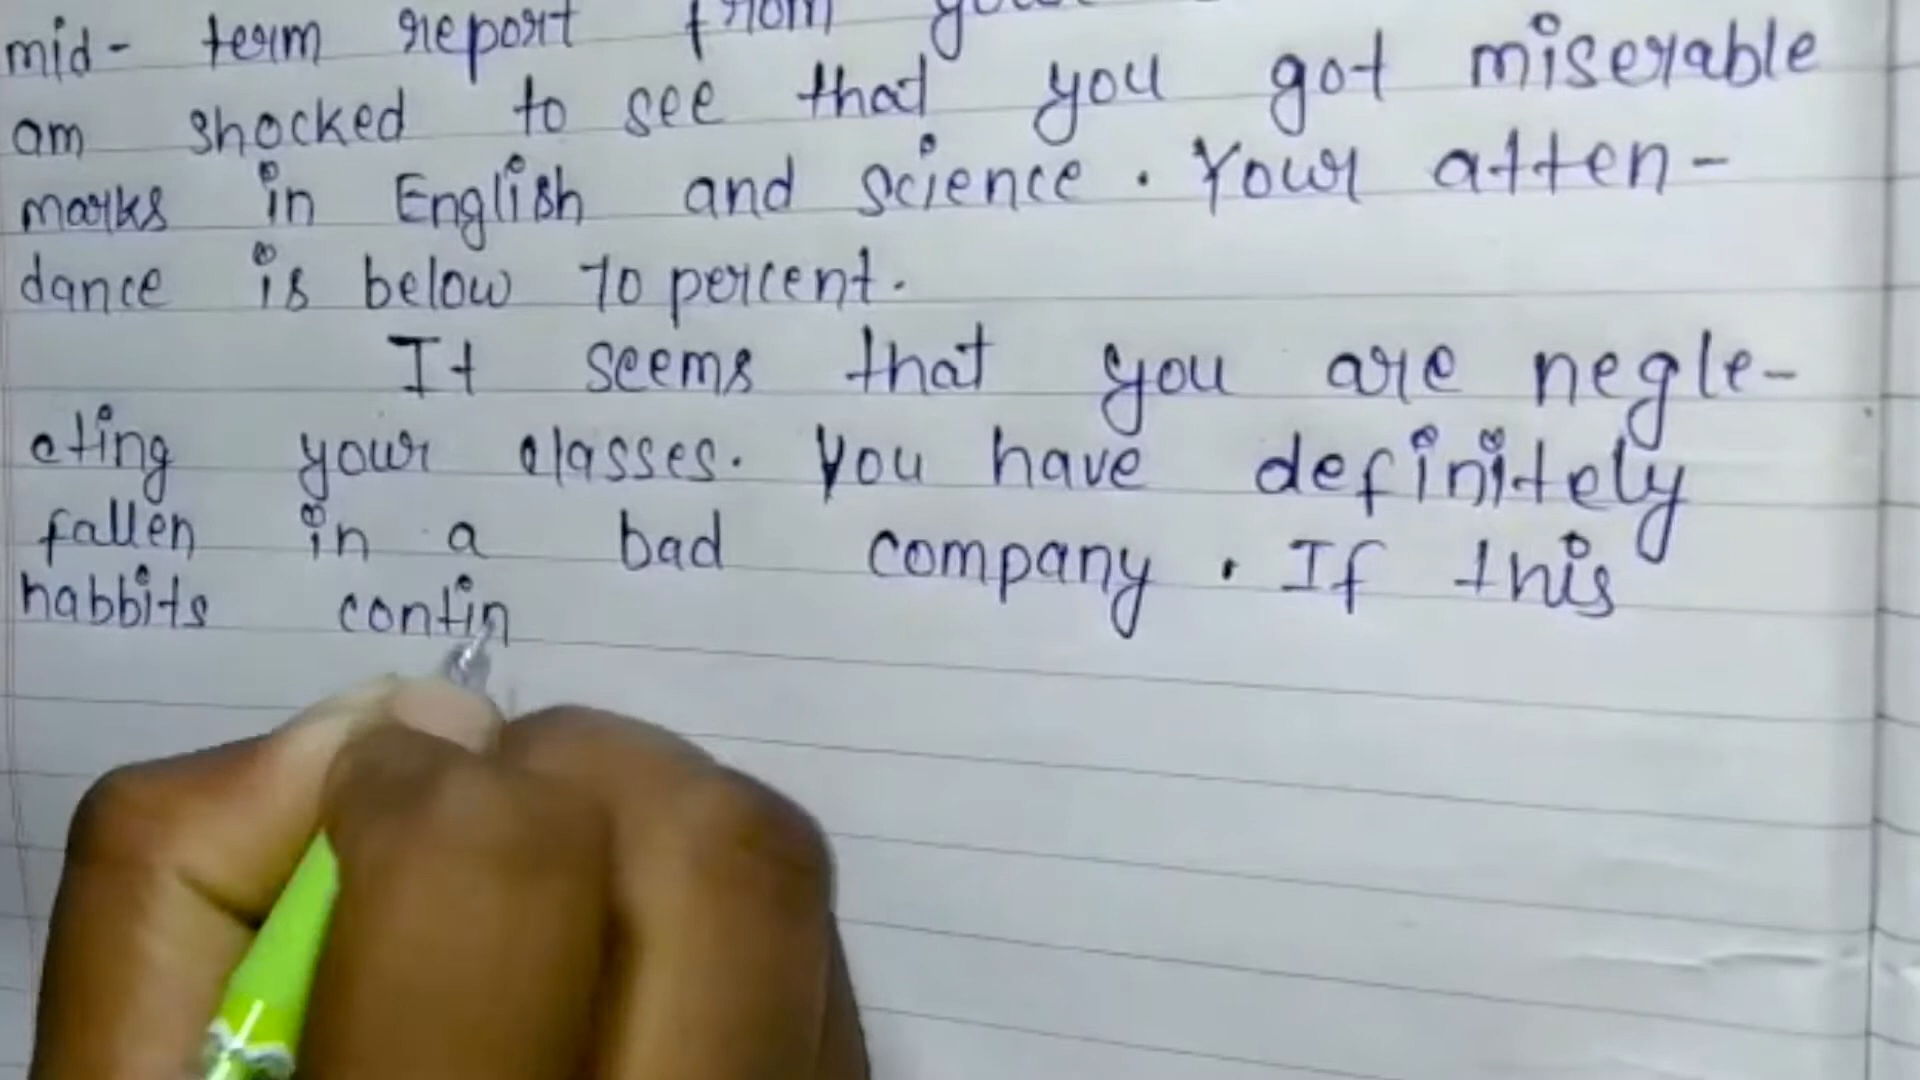 mid- term report from your
am shocked to see that you got miserable
marks in English and science. Your atten-
dance is below 70 percent.
It seems that you are negle-
cting your classes. You have definitely
fallen in a bad company. If this
habbits contin